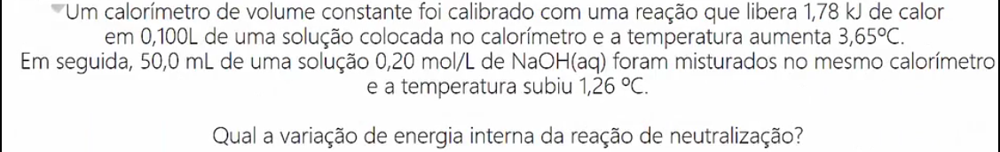 Um calorímetro de volume constante foi calibrado com uma reação que libera 1,78 kJ de calor
em 0,100L de uma solução colocada no calorímetro e a temperatura aumenta 3,65ºC.
Em seguida, 50,0 mL de uma solução 0,20 mol/L de NaOH(aq) foram misturados no mesmo calorímetro
e a temperatura subiu 1,26 ºC.
Qual a variação de energia interna da reação de neutralização?